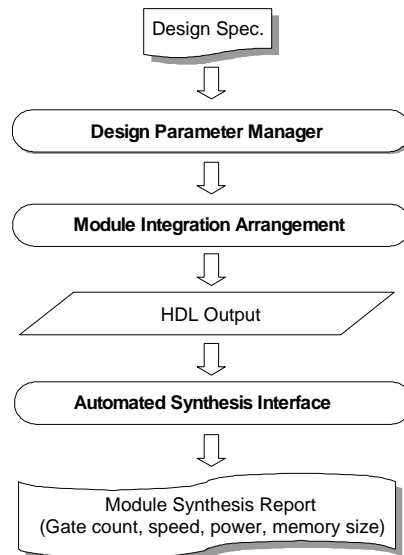 Design Spec.
Design Parameter Manager
Module Integration Arrangement
HDL Output
Automated Synthesis Interface
Module Synthesis Report
(Gate count, speed, power, memory size)